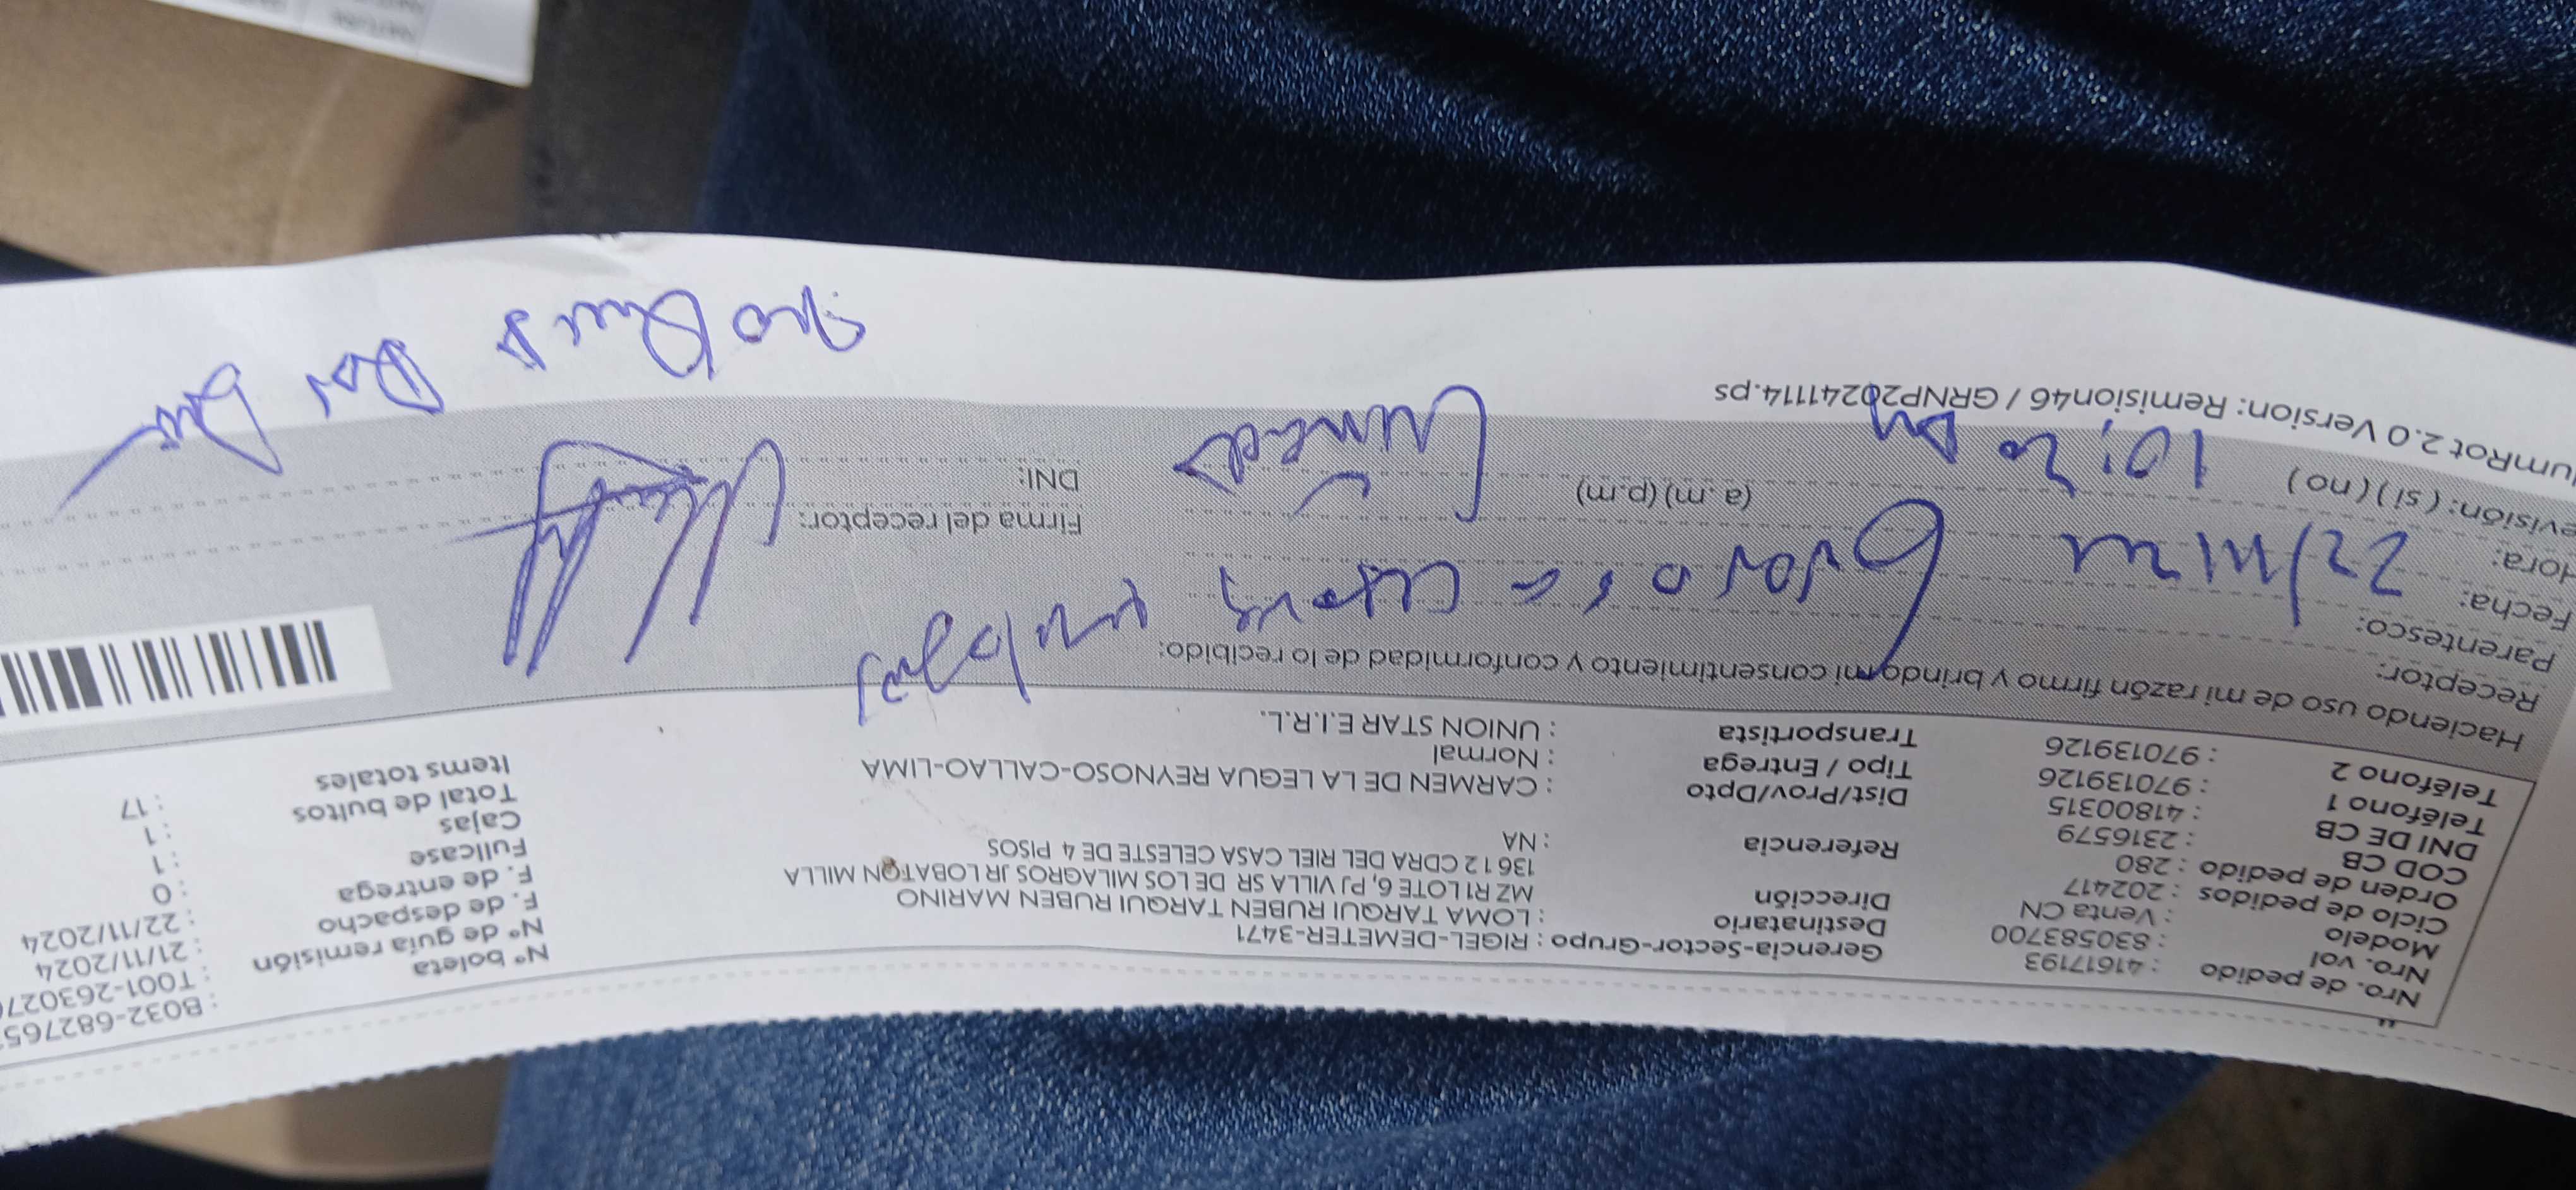 Nro. de pedido : 41617193
Nro. vol : 830583700
Modelo : Venta CN
Ciclo de pedidos : 202417
Orden de pedido : 280
COD CB : 2316579
DNI DE CB : 41800315
Teléfono 1 : 970139126
Teléfono 2 : 970139126
Gerencia-Sector-Grupo : RIGEL-DEMETER-3471
Destinatario : LOMA TARQUI RUBEN TARQUI RUBEN MARINO
Dirección MZ R1 LOTE 6, PJ VILLA SR DE LOS MILAGROS JR LOBATON MILLA
136 1 2 CDRA DEL RIEL CASA CELESTE DE 4 PISOS
Referencia : NA
Dist/Prov/Dpto : CARMEN DE LA LEGUA REYNOSO-CALLAO-LIMA
Tipo / Entrega : Normal
Transportista : UNION STAR E.I.R.L.
Nº boleta : B032-682765
Nº de guía remisión : T001-263027
F. de despacho : 21/11/2024
F. de entrega : 22/11/2024
Fullcase : 0
Cajas : 1
Total de bultos : 1
Items totales : 17
Haciendo uso de mi razón firmo y brindo mi consentimiento y conformidad de lo recibido:
Receptor:
Parentesco:
Fecha: 22/11/24
Hora: (a.m) (p.m)
evisión: ( si ) ( no ) 10:20
Firma del receptor:
DNI:
umRot 2.0 Version: Remision46 / GRNP20241114.ps